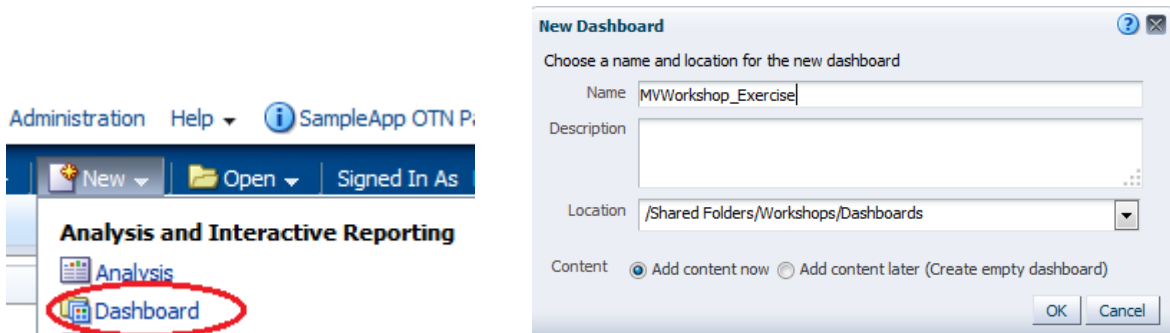 Administration Help SampleApp OTN
New Open Signed In As
Analysis and Interactive Reporting
Analysis
Dashboard
New Dashboard
Choose a name and location for the new dashboard
Name MVWorkshop_Exercise
Description
Location /Shared Folders/Workshops/Dashboards
Content Add content now Add content later (Create empty dashboard)
OK Cancel